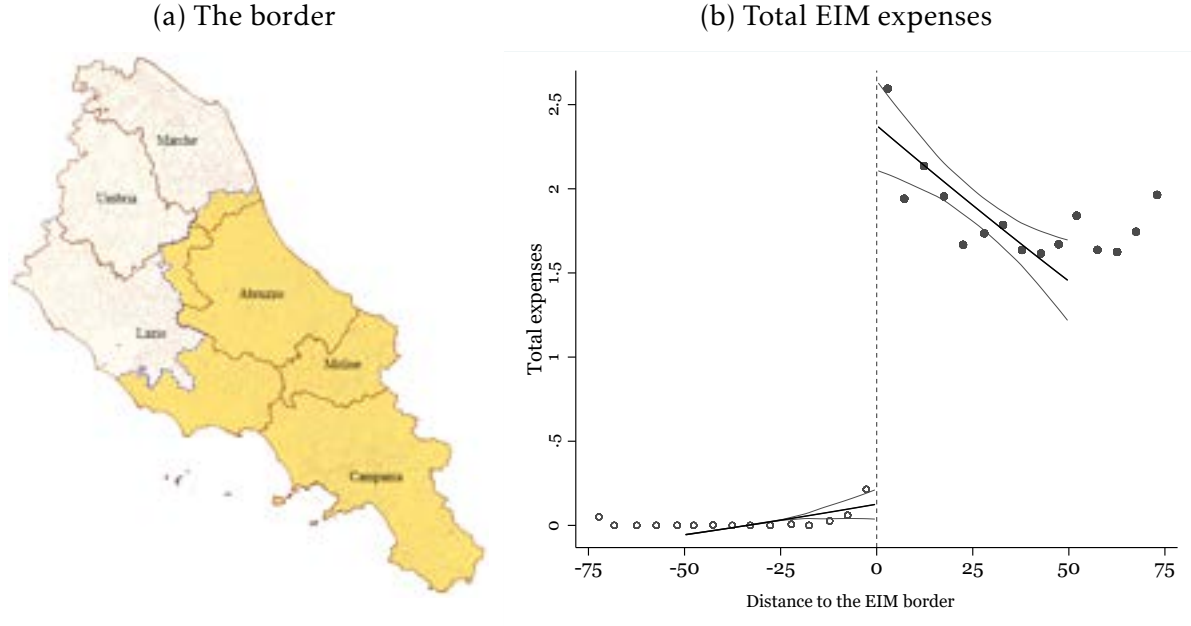 (a) The border
Marche
Umbria
Abruzzo
Lazio
Molise
Campania
(b) Total EIM expenses
Total expenses
2.5
2
1.5
1
.5
0
-75 -50 -25 0 25 50 75
Distance to the EIM border